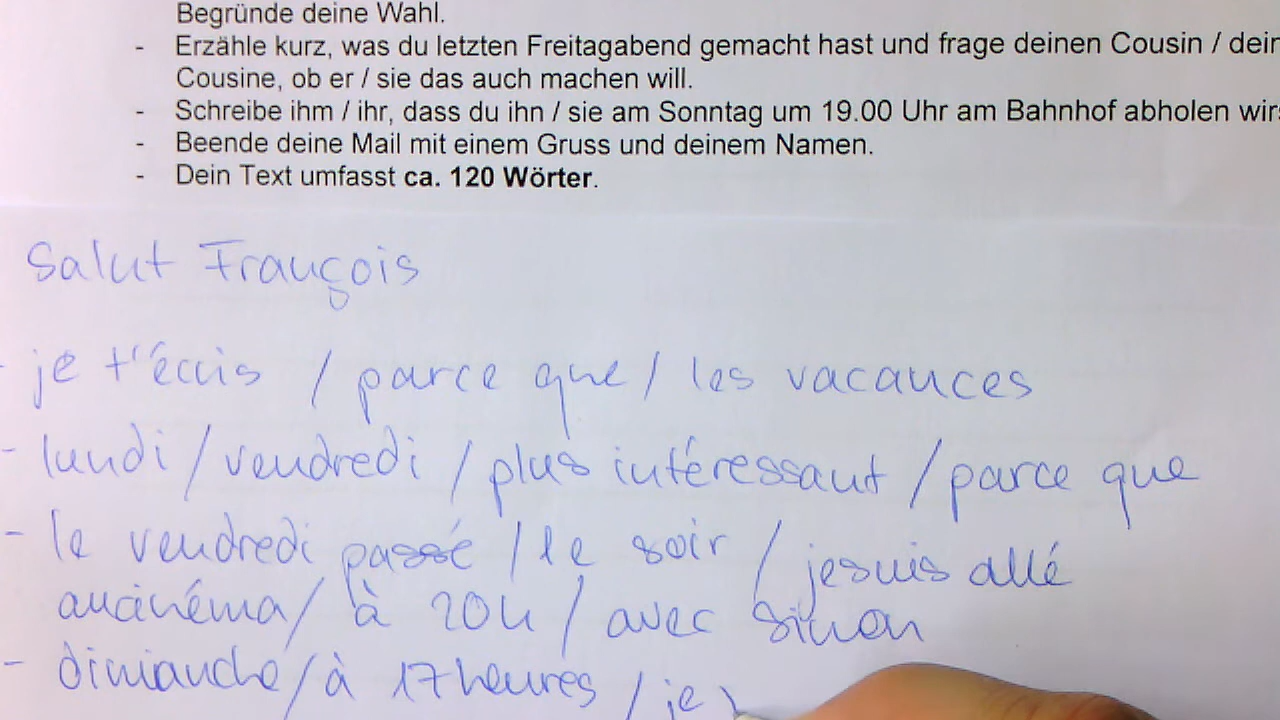 Begründe deine Wahl.
- Erzähle kurz, was du letzten Freitagabend gemacht hast und frage deinen Cousin /
Cousine, ob er / sie das auch machen will.
- Schreibe ihm / ihr, dass du ihn / sie am Sonntag um 19.00 Uhr am Bahnhof abholen
- Beende deine Mail mit einem Gruss und deinem Namen.
- Dein Text umfasst ca. 120 Wörter.
Salut François
- je t'écris / parce que / les vacances
- lundi / vendredi / plus intéressant / parce que
- le vendredi passé / le soir / je suis allé
au cinéma / à 20h / avec Simon
- dimianche / à 17 heures / je